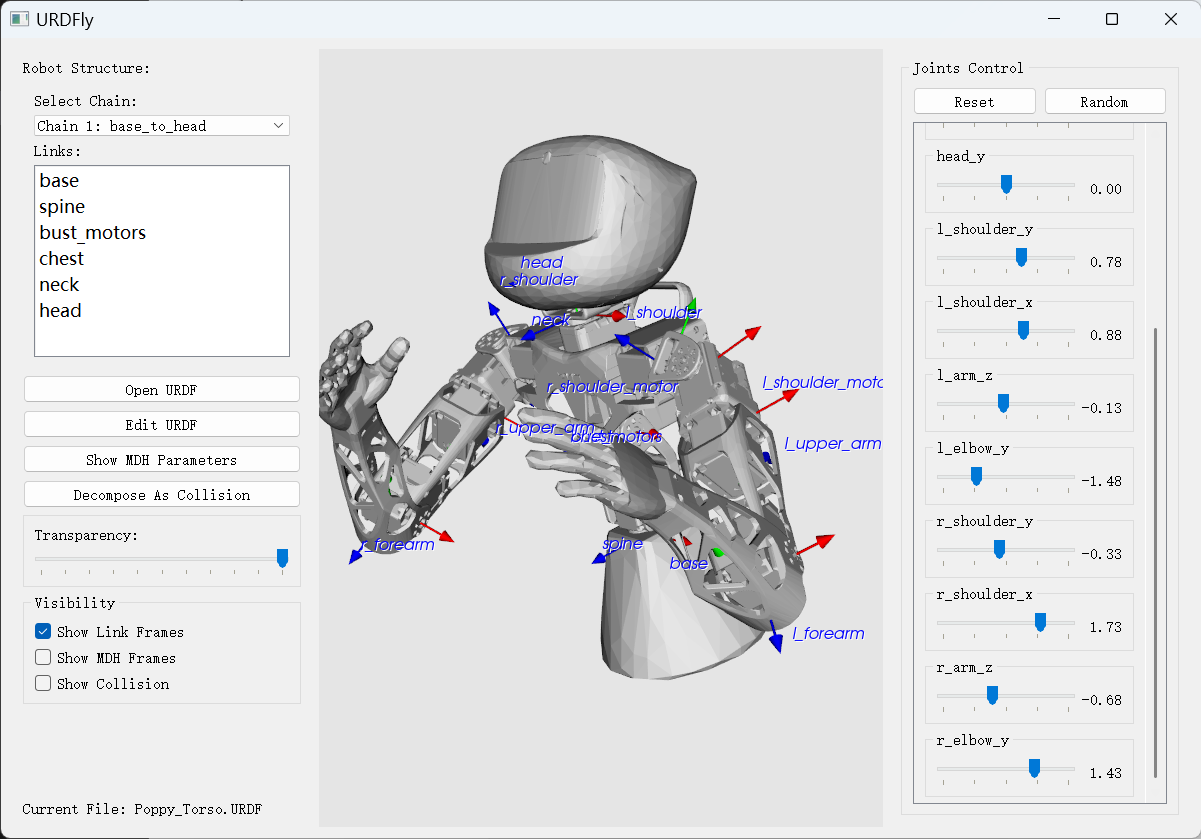 URDFly
Robot Structure:
Select Chain:
Chain 1: base_to_head
Links:
base
spine
bust_motors
chest
neck
head
Open URDF
Edit URDF
Show MDH Parameters
Decompose As Collision
Transparency:
Visibility
Show Link Frames
Show MDH Frames
Show Collision
Current File: Poppy_Torso.URDF
head
r_shoulder
neck
l_shoulder
r_shoulder_motor
l_shoulder_moto
r_upper_arm
l_upper_arm
r_forearm
spine
base
l_forearm
Joints Control
Reset
Random
head_y
0.00
l_shoulder_y
0.78
l_shoulder_x
0.88
l_arm_z
-0.13
l_elbow_y
-1.48
r_shoulder_y
-0.33
r_shoulder_x
1.73
r_arm_z
-0.68
r_elbow_y
1.43